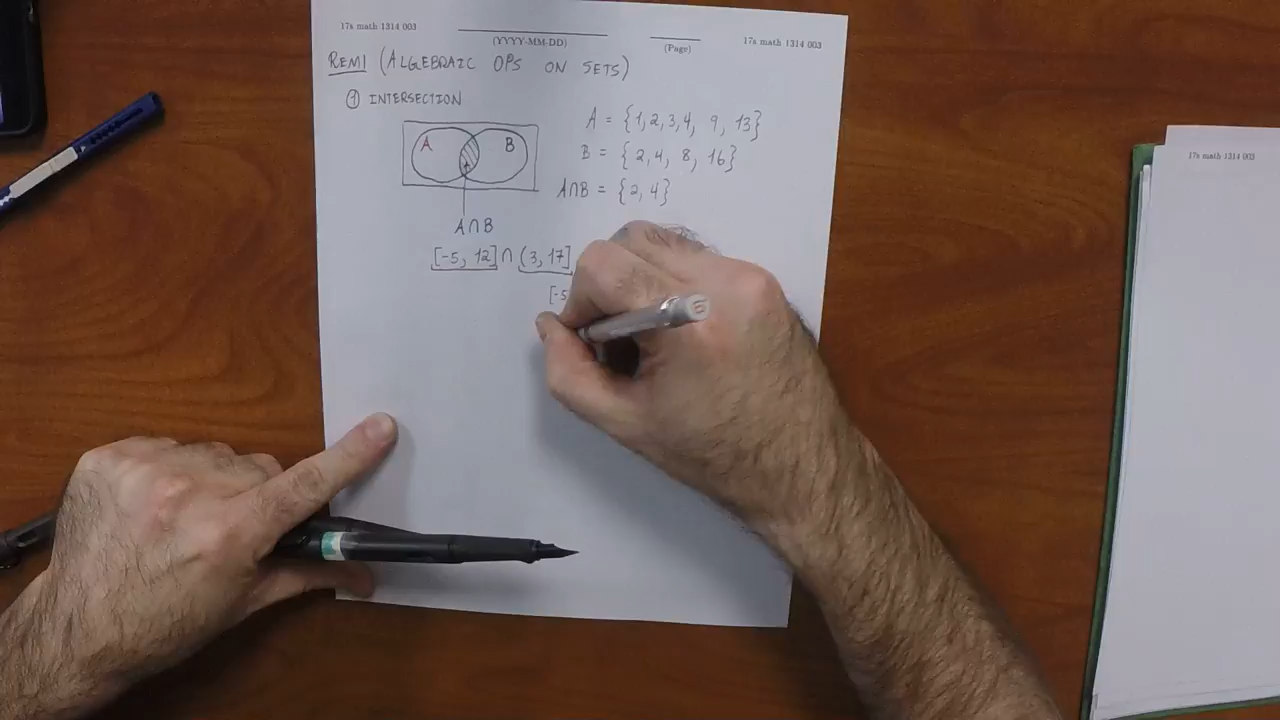 17s math 1314 003
(YYYY-MM-DD)
(Page)
17s math 1314 003
REM1 (ALGEBRAIC OPS ON SETS)
① INTERSECTION
A B
A∩B
A = {1, 2, 3, 4, 9, 13}
B = {2, 4, 8, 16}
A∩B = {2, 4}
[-5, 12] ∩ (3, 17]
[-5
17s math 1314 003